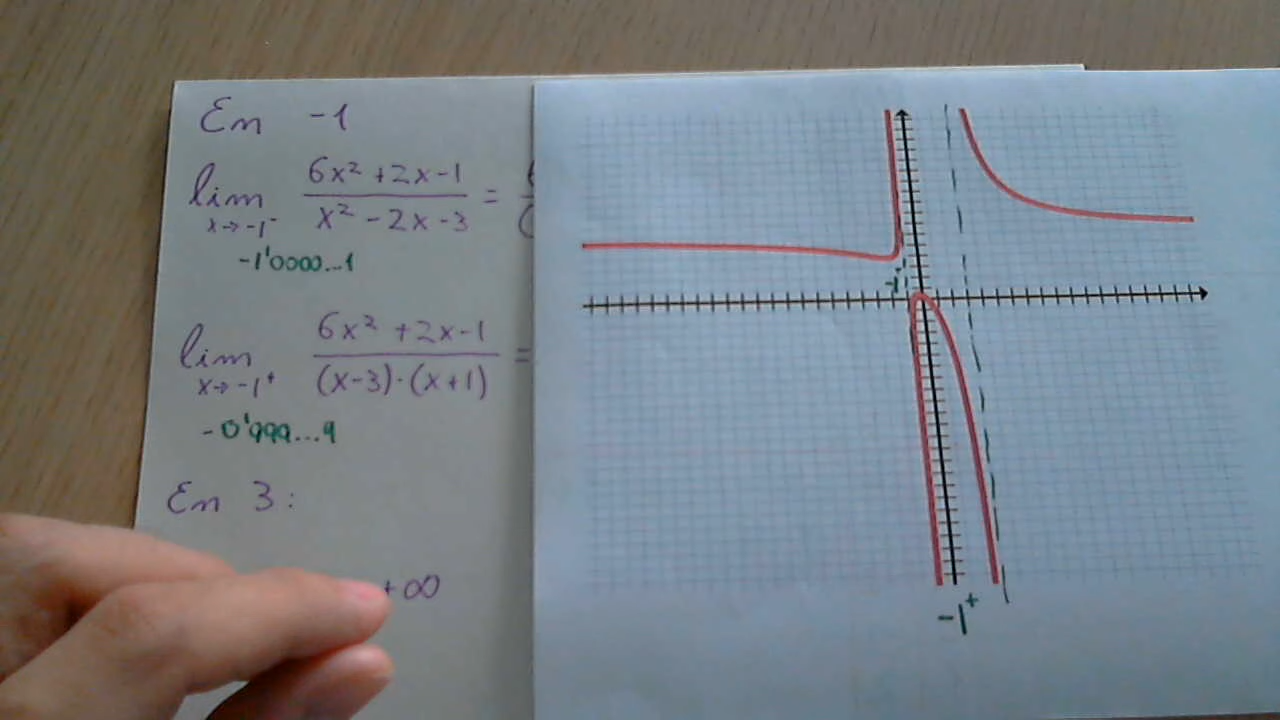 En -1
lim x→-1⁻ (6x² + 2x - 1)/(x² - 2x - 3) =
-1'0000...1
lim x→-1⁺ (6x² + 2x - 1)/((x-3)·(x+1)) =
-0'999...9
En 3:
+∞
-1⁻
-1⁺